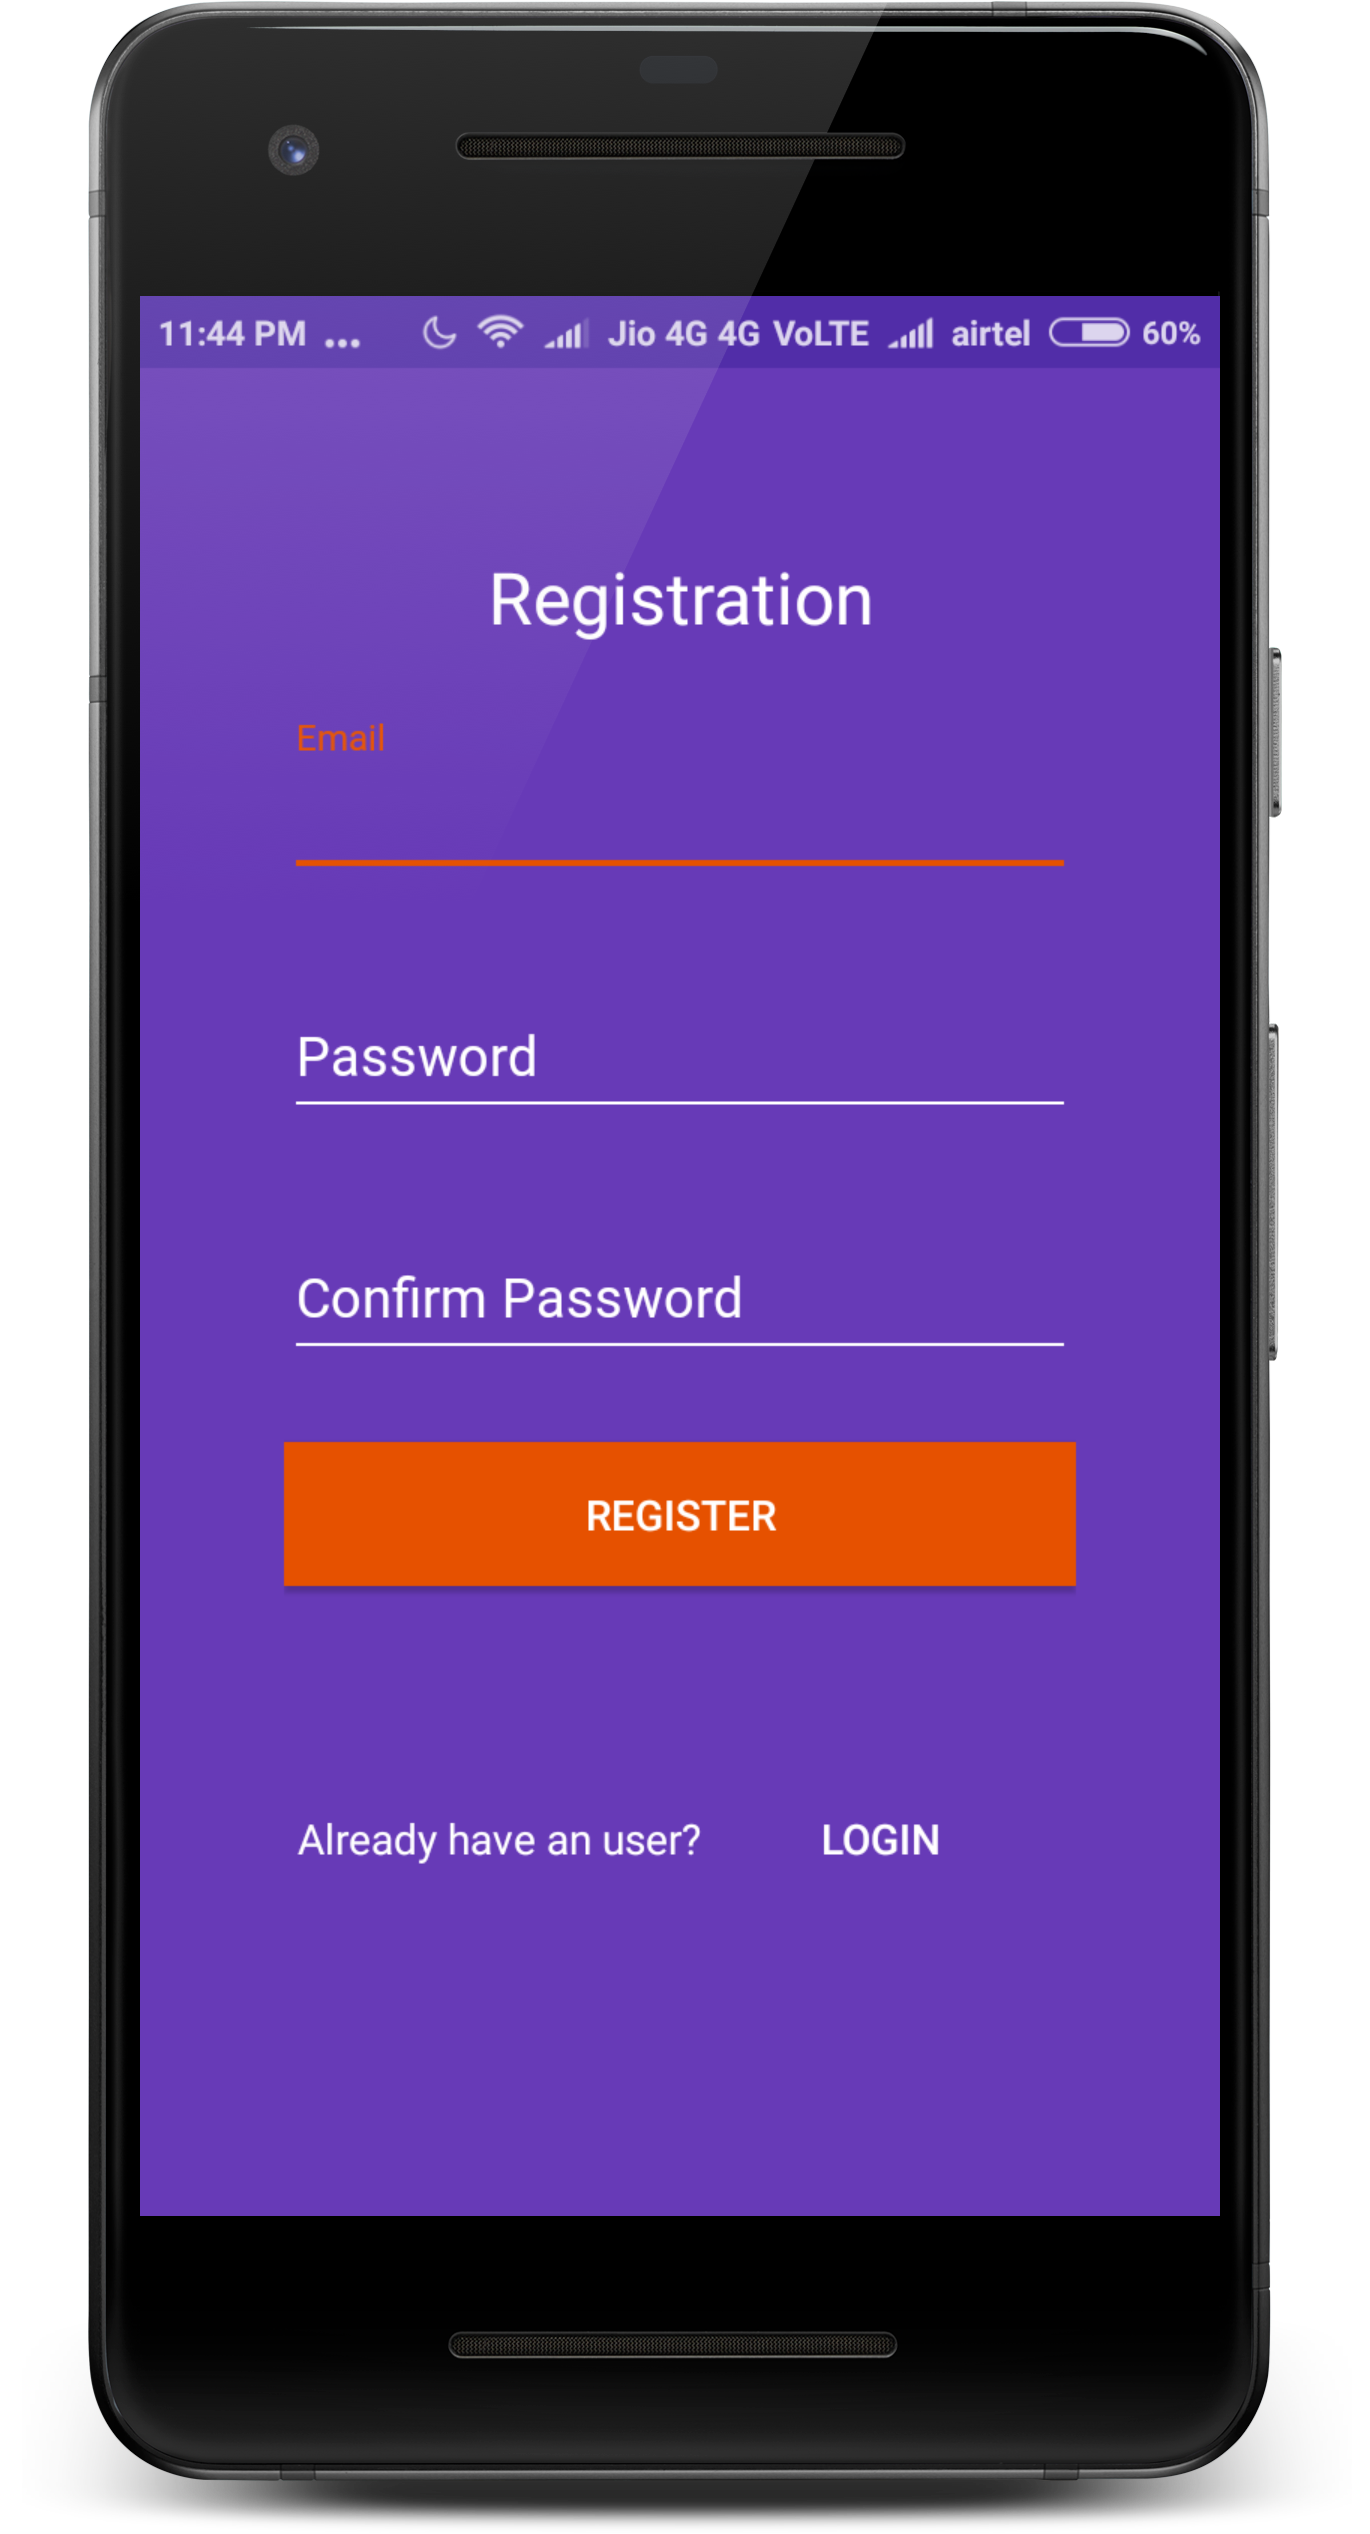 11:44 PM ... Jio 4G 4G VoLTE airtel 60%
Registration
Email
Password
Confirm Password
REGISTER
Already have an user? LOGIN